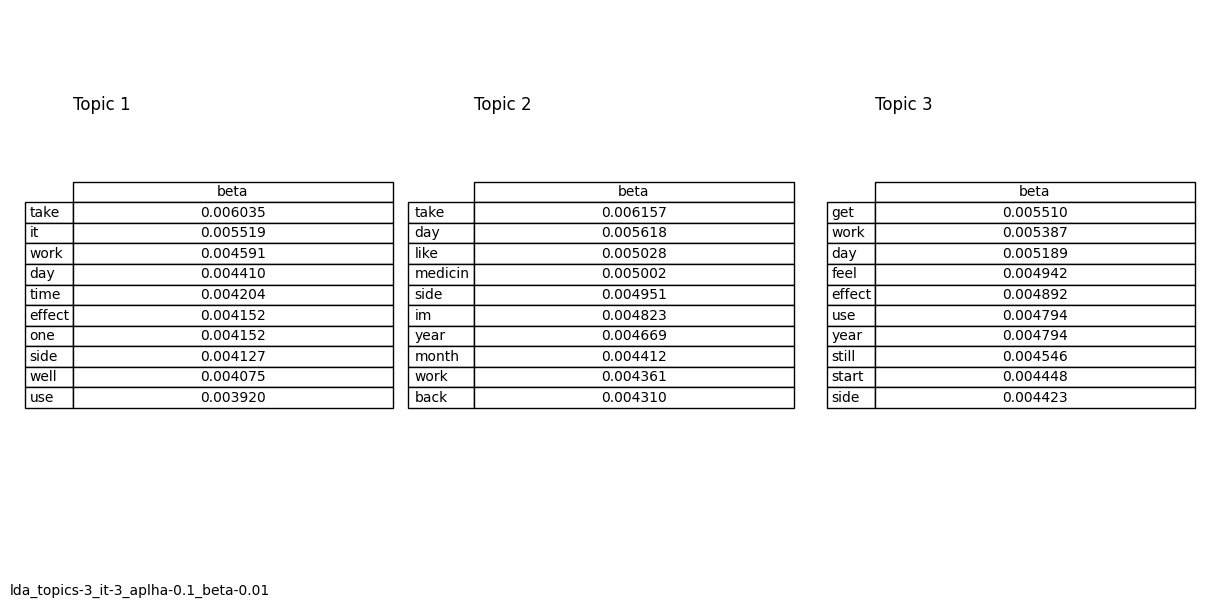 Topic 1 Topic 2 Topic 3
beta beta beta
take 0.006035 take 0.006157 get 0.005510
it 0.005519 day 0.005618 work 0.005387
work 0.004591 like 0.005028 day 0.005189
day 0.004410 medicin 0.005002 feel 0.004942
time 0.004204 side 0.004951 effect 0.004892
effect 0.004152 im 0.004823 use 0.004794
one 0.004152 year 0.004669 year 0.004794
side 0.004127 month 0.004412 still 0.004546
well 0.004075 work 0.004361 start 0.004448
use 0.003920 back 0.004310 side 0.004423
lda_topics-3_it-3_aplha-0.1_beta-0.01